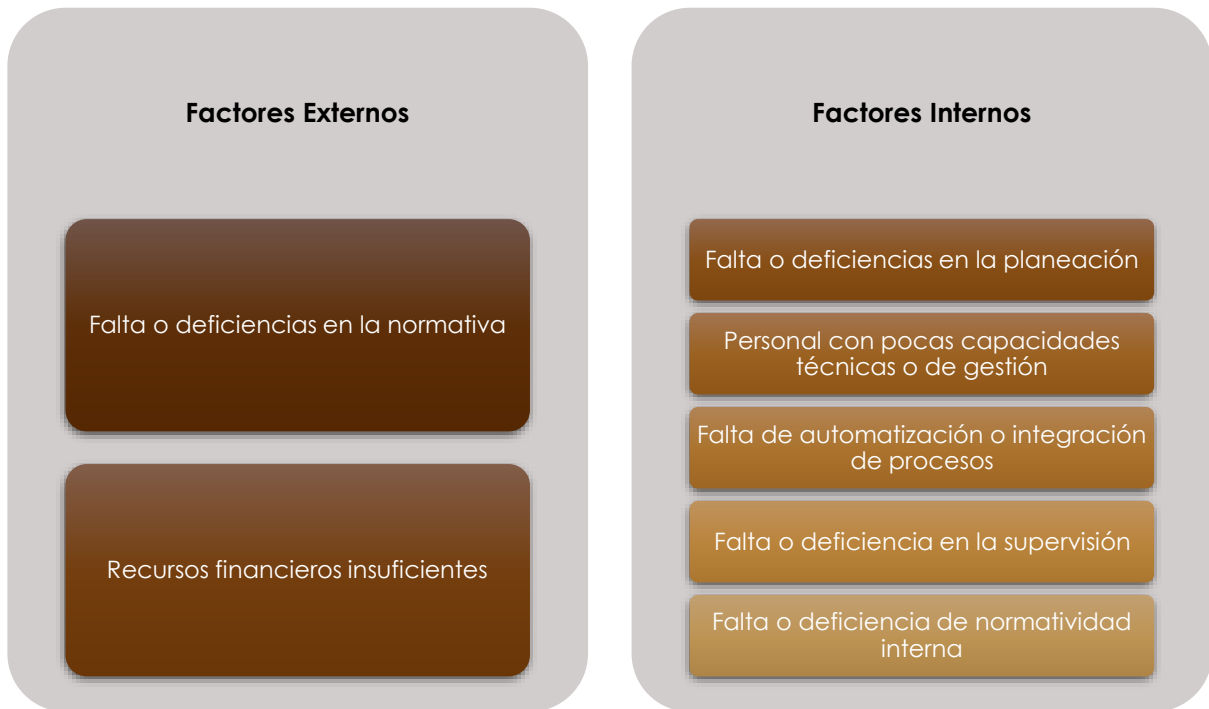 Factores Externos
Falta o deficiencias en la normativa
Recursos financieros insuficientes
Factores Internos
Falta o deficiencias en la planeación
Personal con pocas capacidades
técnicas o de gestión
Falta de automatización o integración
de procesos
Falta o deficiencia en la supervisión
Falta o deficiencia de normatividad
interna